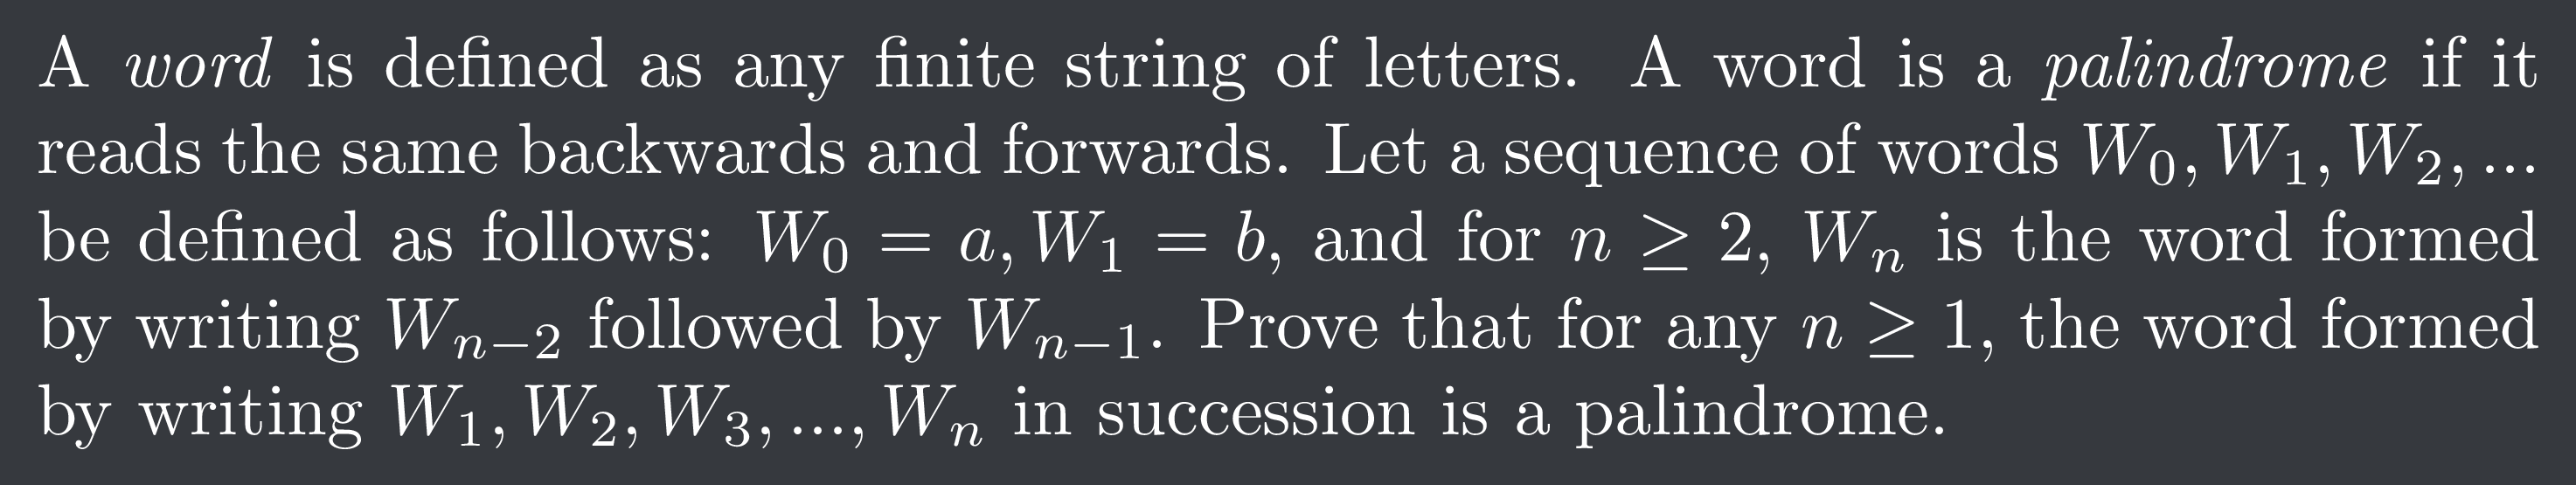 A word is defined as any finite string of letters. A word is a palindrome if it
reads the same backwards and forwards. Let a sequence of words W₀, W₁, W₂, ...
be defined as follows: W₀ = a, W₁ = b, and for n ≥ 2, Wₙ is the word formed
by writing Wₙ₋₂ followed by Wₙ₋₁. Prove that for any n ≥ 1, the word formed
by writing W₁, W₂, W₃, ..., Wₙ in succession is a palindrome.